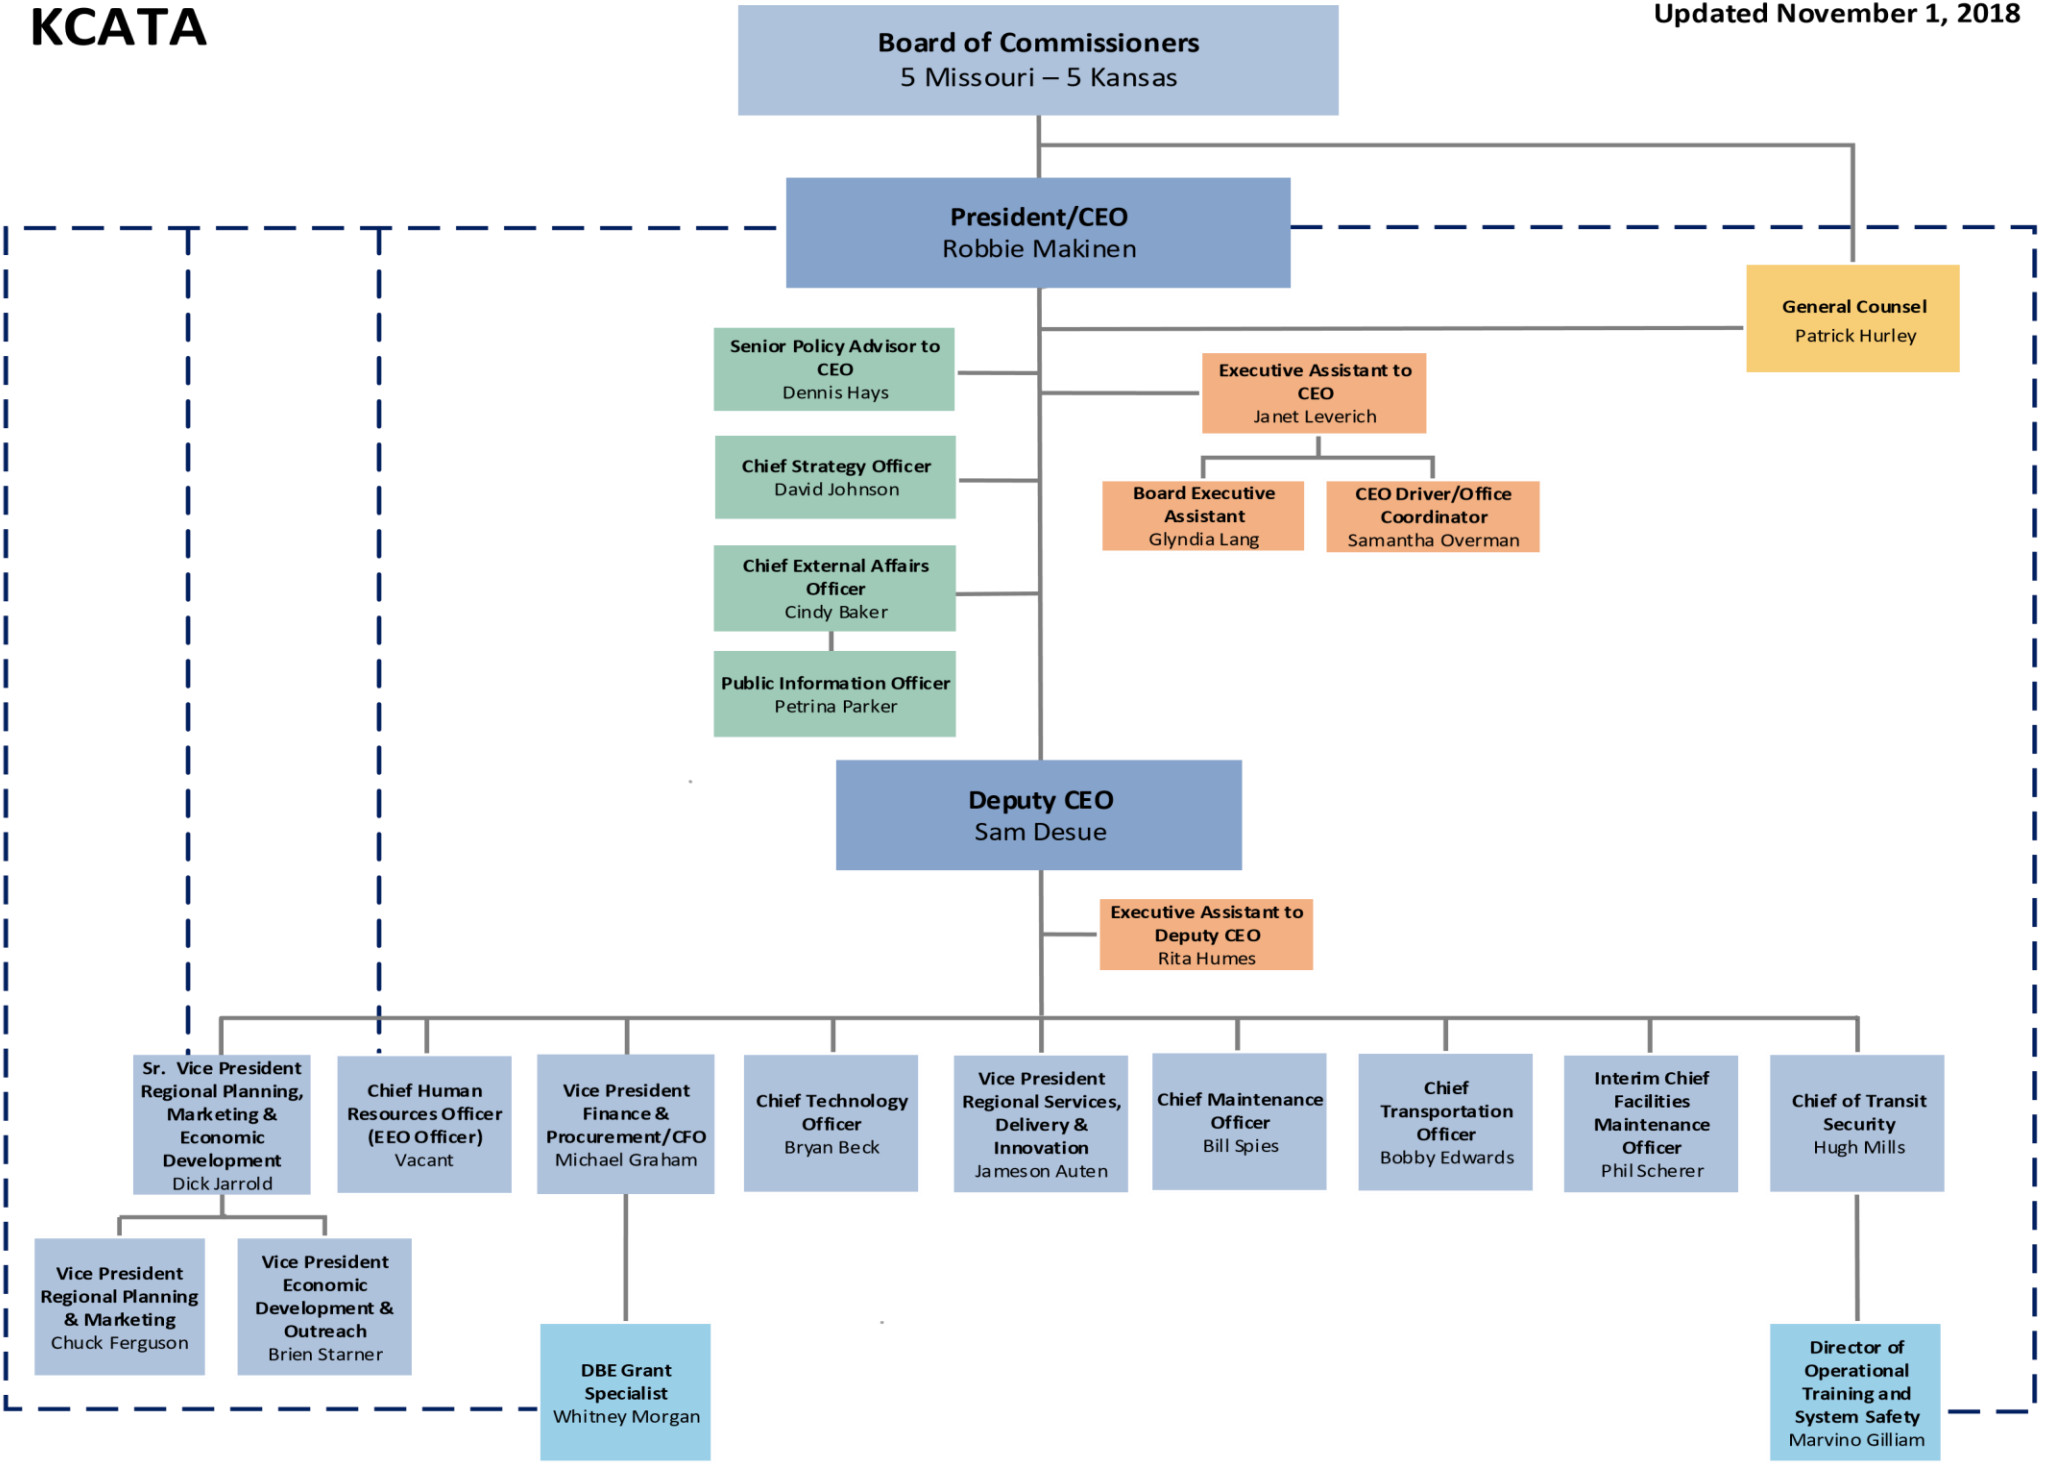 KCATA
Updated November 1, 2018
Board of Commissioners
5 Missouri – 5 Kansas
President/CEO
Robbie Makinen
General Counsel
Patrick Hurley
Senior Policy Advisor to
CEO
Dennis Hays
Executive Assistant to
CEO
Janet Leverich
Chief Strategy Officer
David Johnson
Board Executive
Assistant
Glyndia Lang
CEO Driver/Office
Coordinator
Samantha Overman
Chief External Affairs
Officer
Cindy Baker
Public Information Officer
Petrina Parker
Deputy CEO
Sam Desue
Executive Assistant to
Deputy CEO
Rita Humes
Sr. Vice President
Regional Planning,
Marketing &
Economic
Development
Dick Jarrold
Chief Human
Resources Officer
(EEO Officer)
Vacant
Vice President
Finance &
Procurement/CFO
Michael Graham
Chief Technology
Officer
Bryan Beck
Vice President
Regional Services,
Delivery &
Innovation
Jameson Auten
Chief Maintenance
Officer
Bill Spies
Chief
Transportation
Officer
Bobby Edwards
Interim Chief
Facilities
Maintenance
Officer
Phil Scherer
Chief of Transit
Security
Hugh Mills
Vice President
Regional Planning
& Marketing
Chuck Ferguson
Vice President
Economic
Development &
Outreach
Brien Starner
DBE Grant
Specialist
Whitney Morgan
Director of
Operational
Training and
System Safety
Marvino Gilliam